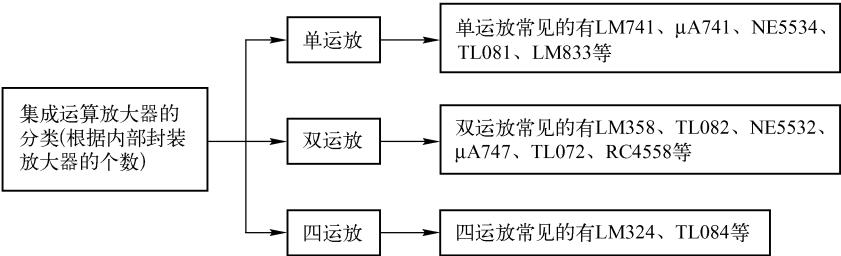 单运放
单运放常见的有LM741、μA741、NE5534、
TL081、LM833等
集成运算放大器的
分类(根据内部封装
放大器的个数)
双运放
双运放常见的有LM358、TL082、NE5532、
μA747、TL072、RC4558等
四运放
四运放常见的有LM324、TL084等